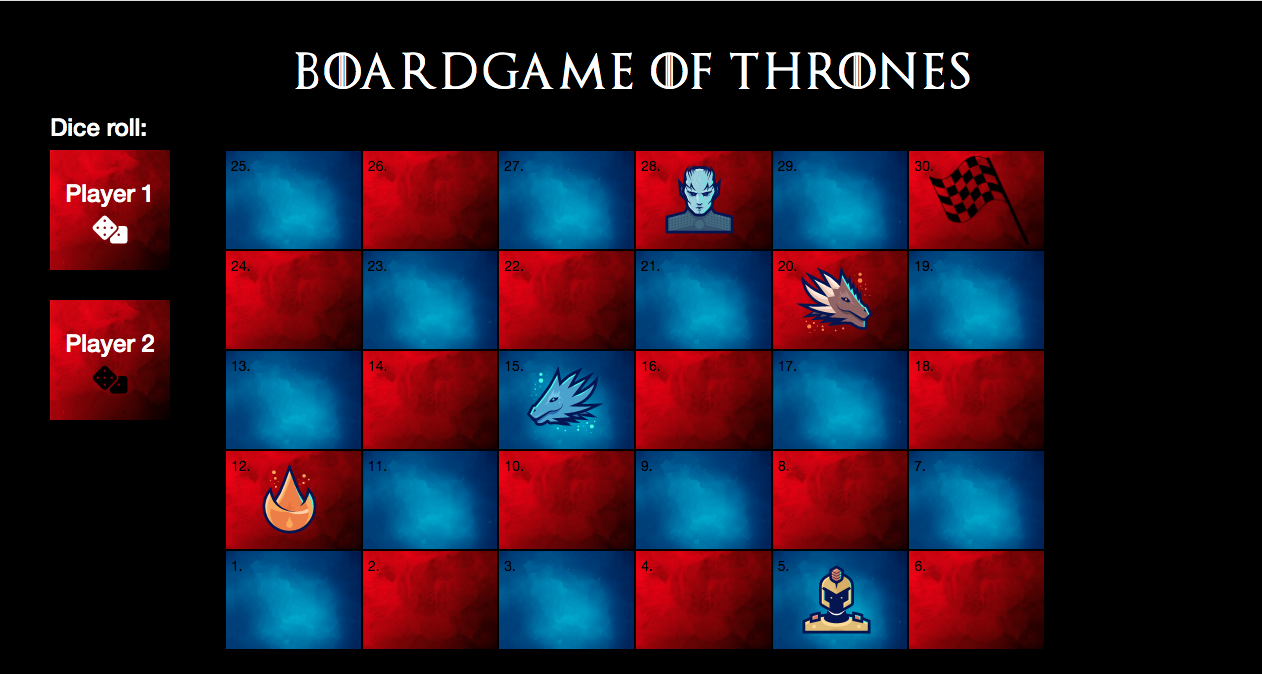 BOARDGAME OF THRONES
Dice roll:
Player 1
Player 2
25. 26. 27. 28. 29. 30.
24. 23. 22. 21. 20. 19.
13. 14. 15. 16. 17. 18.
12. 11. 10. 9. 8. 7.
1. 2. 3. 4. 5. 6.